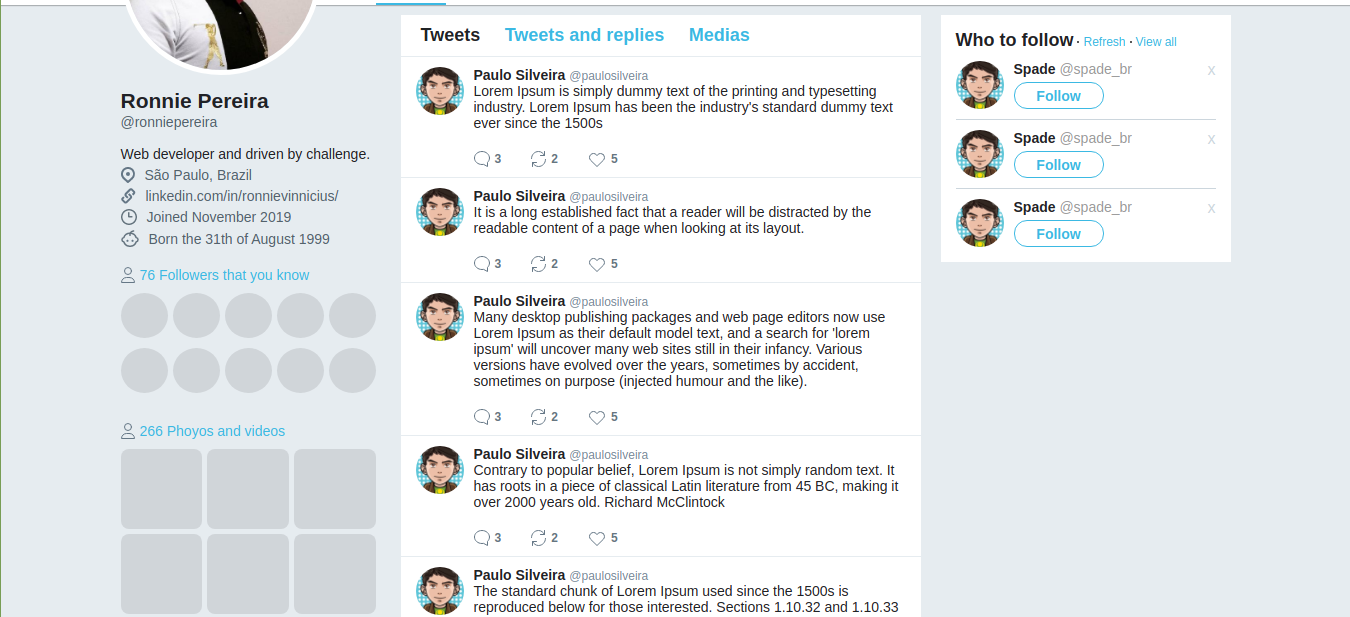 Ronnie Pereira
@ronniepereira
Web developer and driven by challenge.
São Paulo, Brazil
linkedin.com/in/ronnievinnicius/
Joined November 2019
Born the 31th of August 1999
76 Followers that you know
266 Phoyos and videos
Tweets Tweets and replies Medias
Paulo Silveira @paulosilveira
Lorem Ipsum is simply dummy text of the printing and typesetting
industry. Lorem Ipsum has been the industry's standard dummy text
ever since the 1500s
3 2 5
Paulo Silveira @paulosilveira
It is a long established fact that a reader will be distracted by the
readable content of a page when looking at its layout.
3 2 5
Paulo Silveira @paulosilveira
Many desktop publishing packages and web page editors now use
Lorem Ipsum as their default model text, and a search for 'lorem
ipsum' will uncover many web sites still in their infancy. Various
versions have evolved over the years, sometimes by accident,
sometimes on purpose (injected humour and the like).
3 2 5
Paulo Silveira @paulosilveira
Contrary to popular belief, Lorem Ipsum is not simply random text. It
has roots in a piece of classical Latin literature from 45 BC, making it
over 2000 years old. Richard McClintock
3 2 5
Paulo Silveira @paulosilveira
The standard chunk of Lorem Ipsum used since the 1500s is
reproduced below for those interested. Sections 1.10.32 and 1.10.33
Who to follow · Refresh · View all
Spade @spade_br x
Follow
Spade @spade_br x
Follow
Spade @spade_br x
Follow